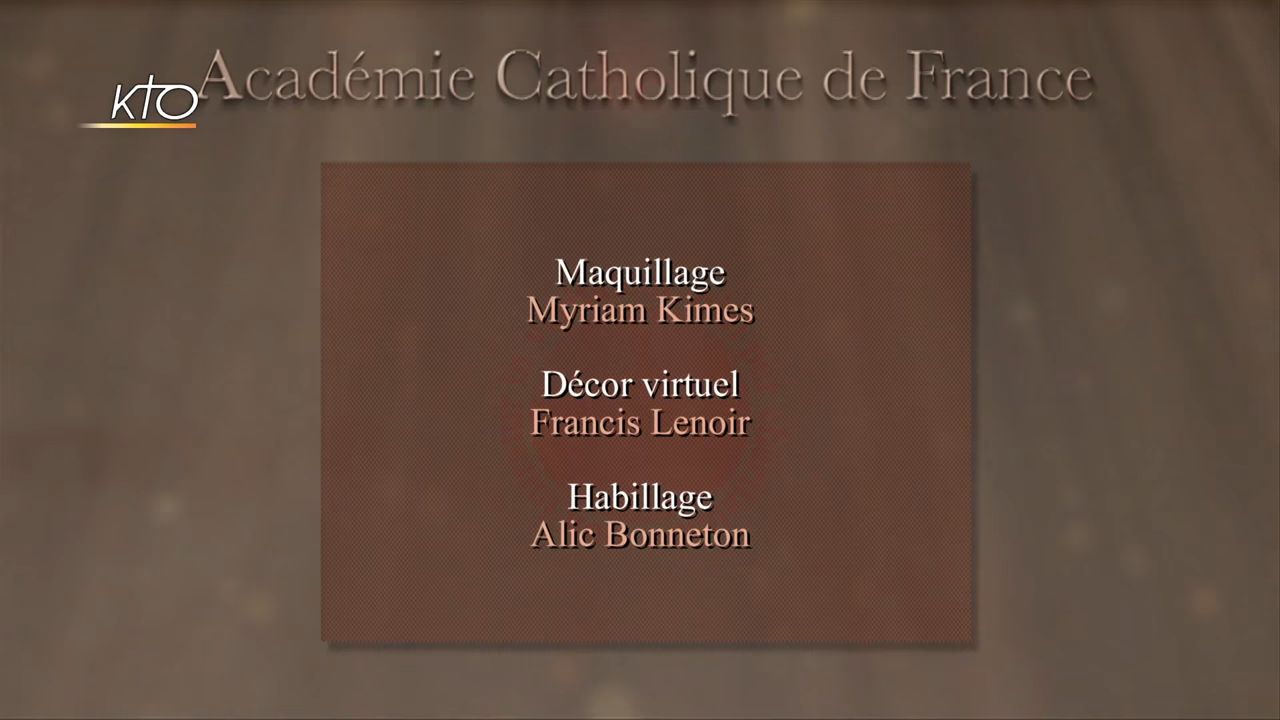 Académie Catholique de France
KTO
Maquillage
Myriam Kimes
Décor virtuel
Francis Lenoir
Habillage
Alic Bonneton